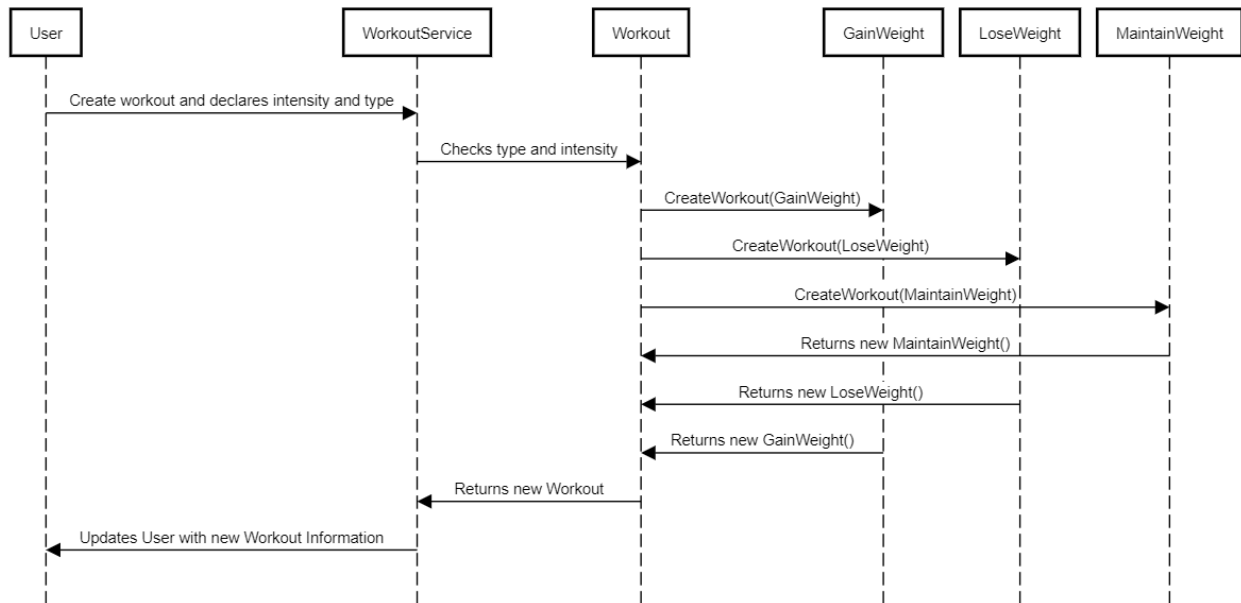 User
WorkoutService
Workout
GainWeight
LoseWeight
MaintainWeight
Create workout and declares intensity and type
Checks type and intensity
CreateWorkout(GainWeight)
CreateWorkout(LoseWeight)
CreateWorkout(MaintainWeight)
Returns new MaintainWeight()
Returns new LoseWeight()
Returns new GainWeight()
Returns new Workout
Updates User with new Workout Information